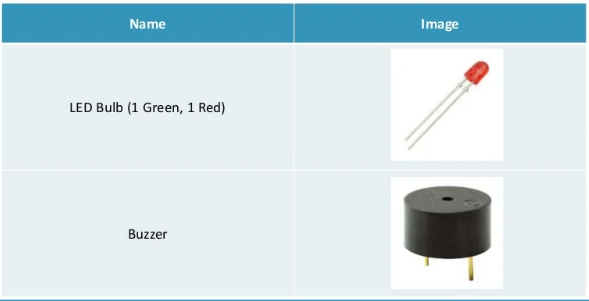 Name
Image
LED Bulb (1 Green, 1 Red)
Buzzer